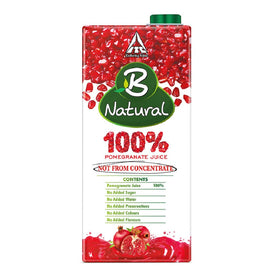 ITC
B
Natural
100%
POMEGRANATE JUICE
NOT FROM CONCENTRATE
CONTENTS
Pomegranate Juice 100%
No Added Sugar
No Added Water
No Added Preservatives
No Added Colours
No Added Flavours